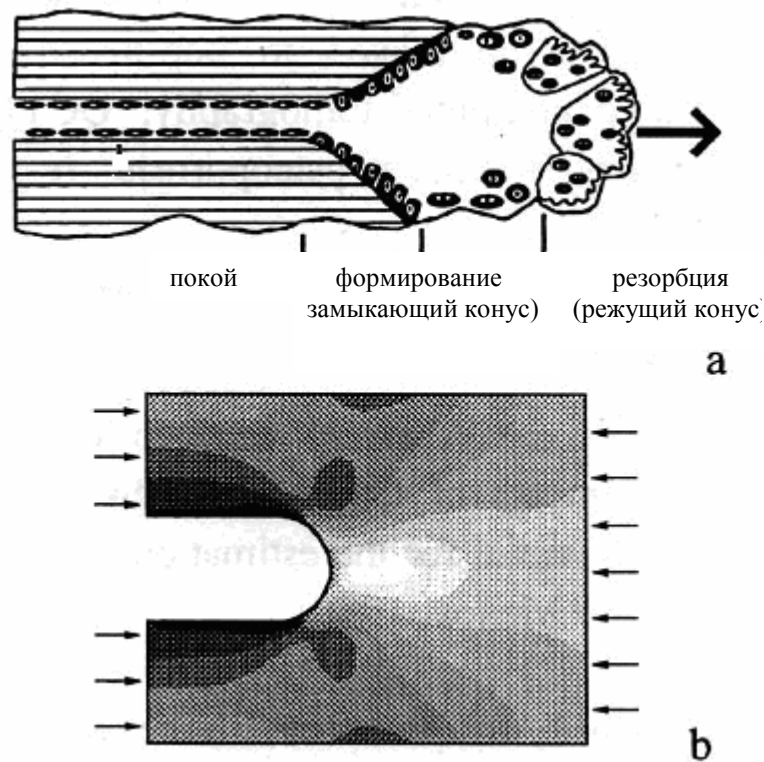 покой формирование резорбция
замыкающий конус) (режущий конус)
a
b